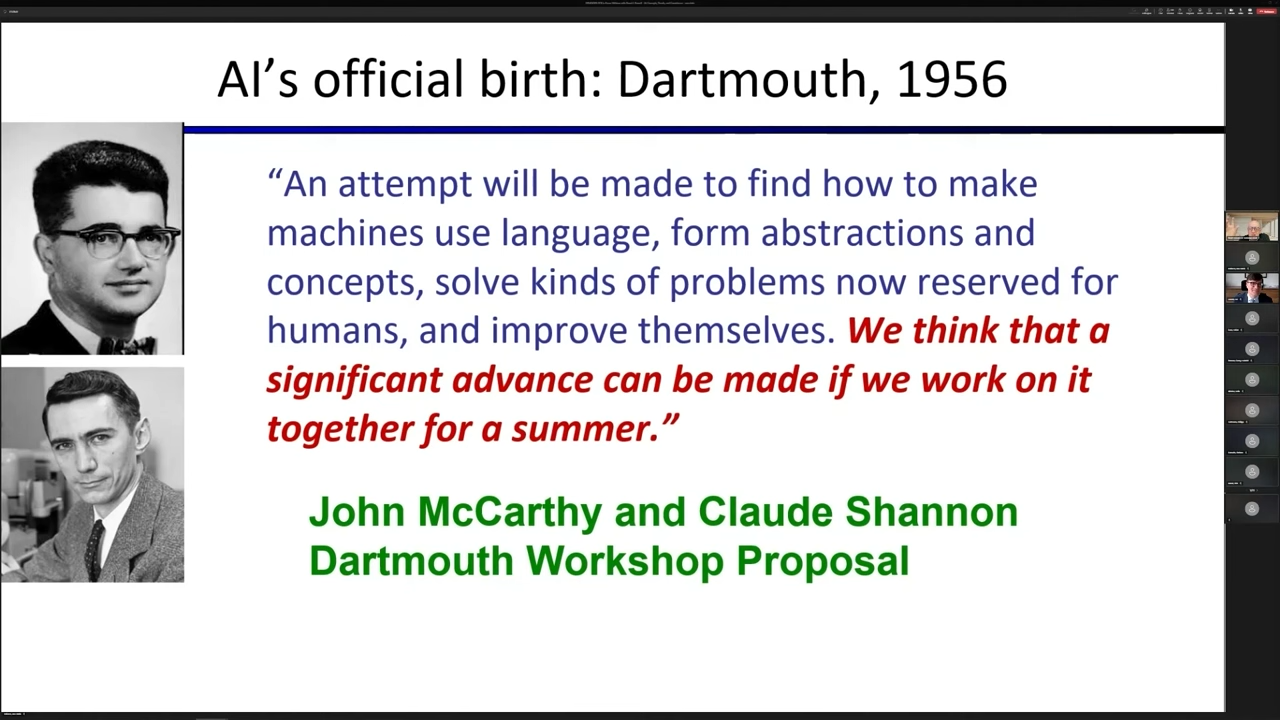 AI’s official birth: Dartmouth, 1956
“An attempt will be made to find how to make
machines use language, form abstractions and
concepts, solve kinds of problems now reserved for
humans, and improve themselves. We think that a
significant advance can be made if we work on it
together for a summer.”
John McCarthy and Claude Shannon
Dartmouth Workshop Proposal